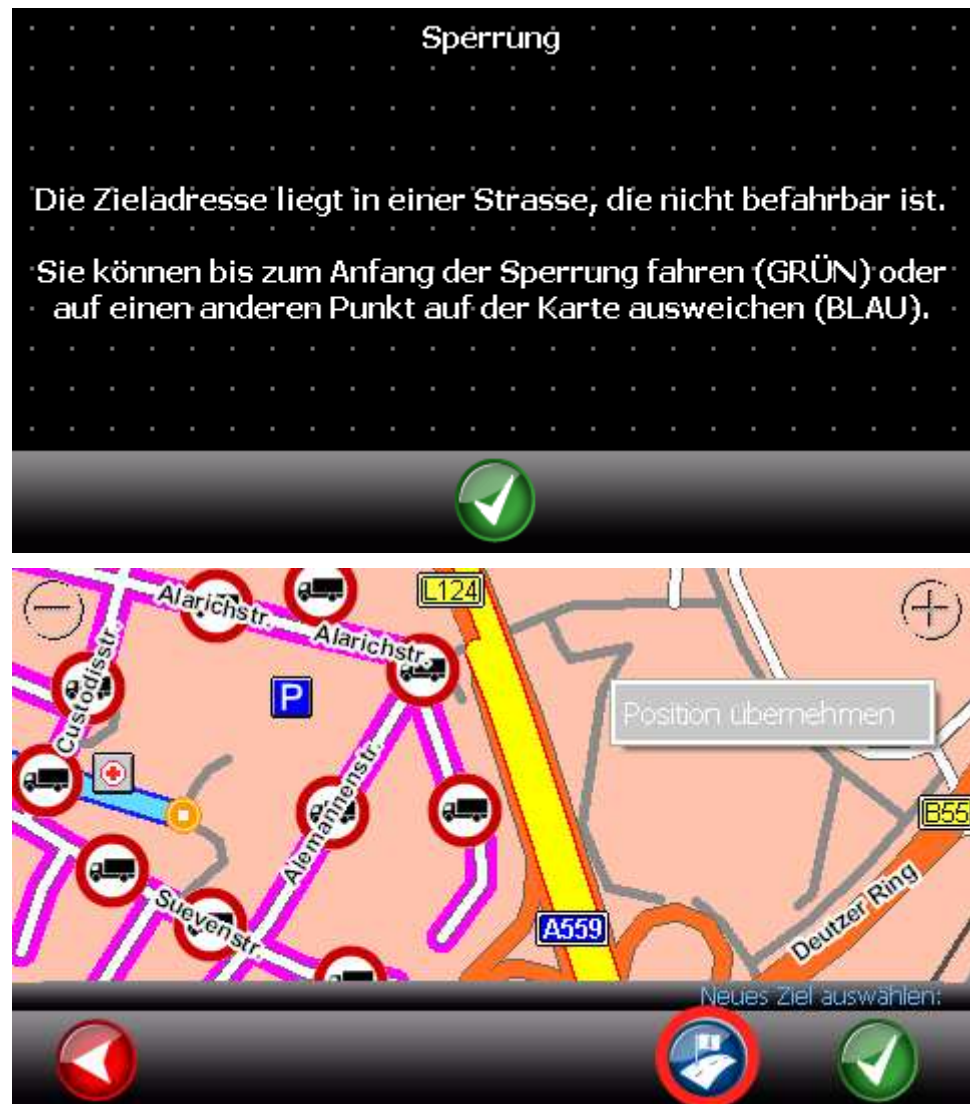 Sperrung
Die Zieladresse liegt in einer Strasse, die nicht befahrbar ist.
Sie können bis zum Anfang der Sperrung fahren (GRÜN) oder
auf einen anderen Punkt auf der Karte ausweichen (BLAU).
L124
Alarichstr.
Alarichstr.
Custodisstr.
P
Position übernehmen
B55
Alemannenstr.
Deutzer Ring
Suevenstr.
A559
Neues Ziel auswählen: